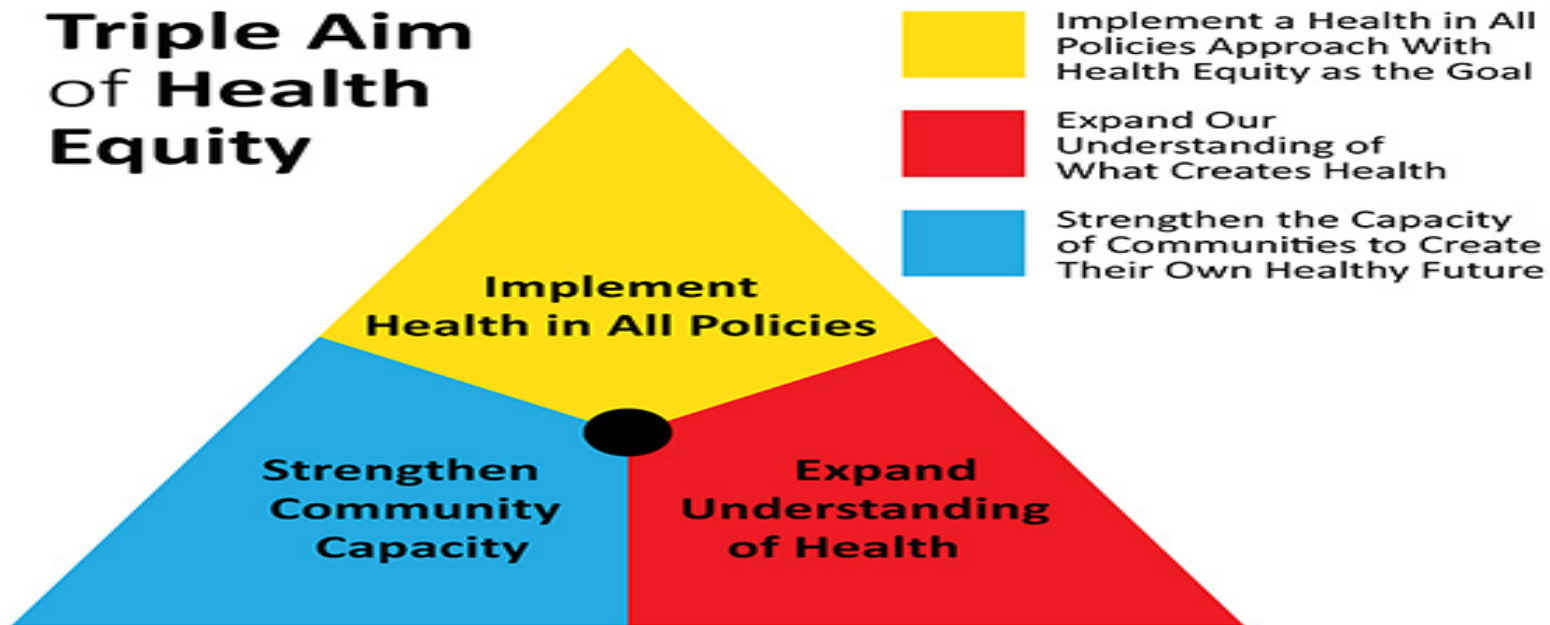 Triple Aim
of Health
Equity
Implement a Health in All
Policies Approach With
Health Equity as the Goal
Expand Our
Understanding of
What Creates Health
Strengthen the Capacity
of Communities to Create
Their Own Healthy Future
Implement
Health in All Policies
Strengthen
Community
Capacity
Expand
Understanding
of Health